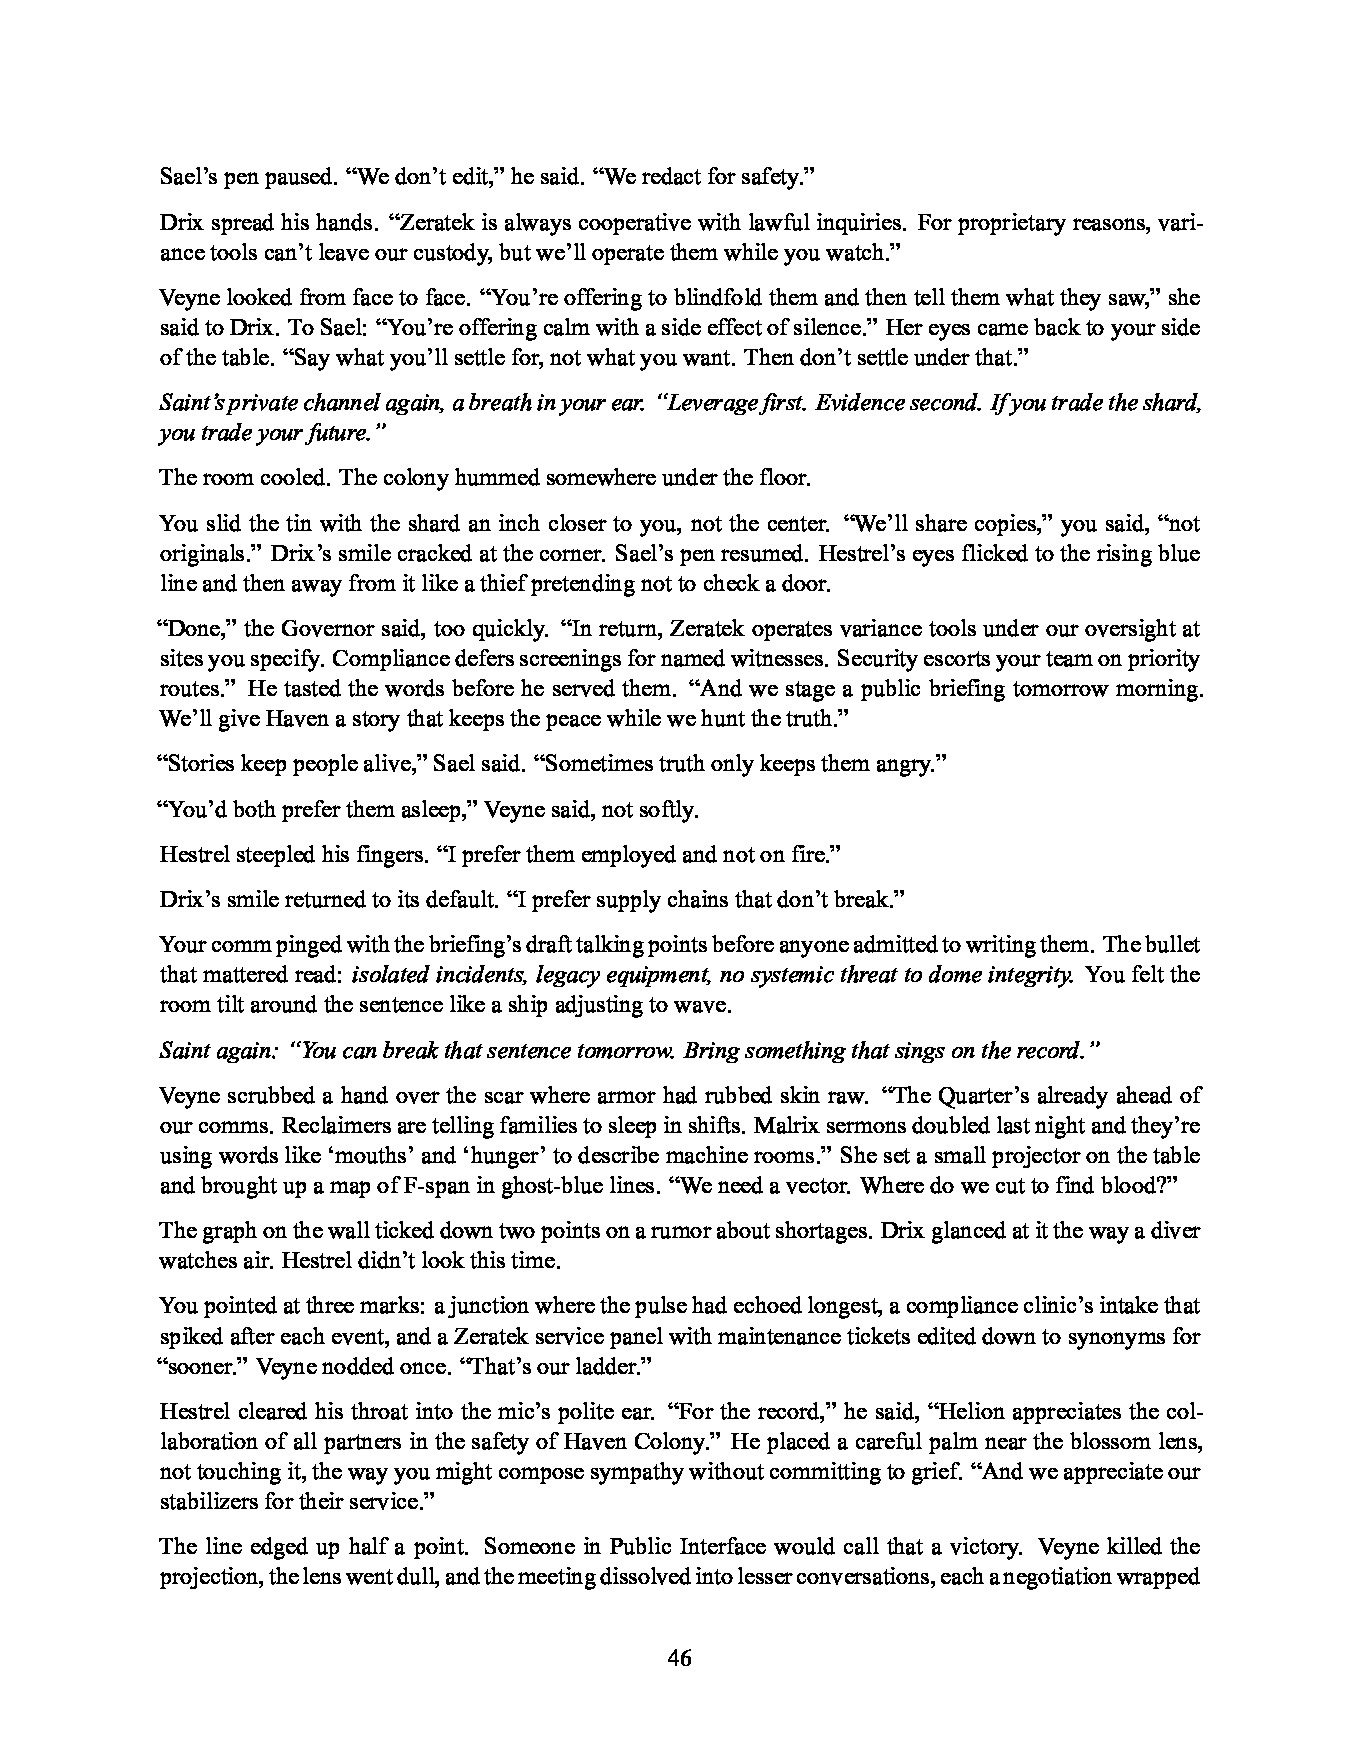 Sael’s pen paused. “We don’t edit,” he said. “We redact for safety.”
Drix spread his hands. “Zeratek is always cooperative with lawful inquiries. For proprietary reasons, vari-
ance tools can’t leave our custody, but we’ll operate them while you watch.”
Veyne looked from face to face. “You’re offering to blindfold them and then tell them what they saw,” she
said to Drix. To Sael: “You’re offering calm with a side effect of silence.” Her eyes came back to your side
of the table. “Say what you’ll settle for, not what you want. Then don’t settle under that.”
Saint’s private channel again, a breath in your ear. “Leverage first. Evidence second. If you trade the shard,
you trade your future.”
The room cooled. The colony hummed somewhere under the floor.
You slid the tin with the shard an inch closer to you, not the center. “We’ll share copies,” you said, “not
originals.” Drix’s smile cracked at the corner. Sael’s pen resumed. Hestrel’s eyes flicked to the rising blue
line and then away from it like a thief pretending not to check a door.
“Done,” the Governor said, too quickly. “In return, Zeratek operates variance tools under our oversight at
sites you specify. Compliance defers screenings for named witnesses. Security escorts your team on priority
routes.” He tasted the words before he served them. “And we stage a public briefing tomorrow morning.
We’ll give Haven a story that keeps the peace while we hunt the truth.”
“Stories keep people alive,” Sael said. “Sometimes truth only keeps them angry.”
“You’d both prefer them asleep,” Veyne said, not softly.
Hestrel steepled his fingers. “I prefer them employed and not on fire.”
Drix’s smile returned to its default. “I prefer supply chains that don’t break.”
Your comm pinged with the briefing’s draft talking points before anyone admitted to writing them. The bullet
that mattered read: isolated incidents, legacy equipment, no systemic threat to dome integrity. You felt the
room tilt around the sentence like a ship adjusting to wave.
Saint again: “You can break that sentence tomorrow. Bring something that sings on the record.”
Veyne scrubbed a hand over the scar where armor had rubbed skin raw. “The Quarter’s already ahead of
our comms. Reclaimers are telling families to sleep in shifts. Malrix sermons doubled last night and they’re
using words like ‘mouths’ and ‘hunger’ to describe machine rooms.” She set a small projector on the table
and brought up a map of F-span in ghost-blue lines. “We need a vector. Where do we cut to find blood?”
The graph on the wall ticked down two points on a rumor about shortages. Drix glanced at it the way a diver
watches air. Hestrel didn’t look this time.
You pointed at three marks: a junction where the pulse had echoed longest, a compliance clinic’s intake that
spiked after each event, and a Zeratek service panel with maintenance tickets edited down to synonyms for
“sooner.” Veyne nodded once. “That’s our ladder.”
Hestrel cleared his throat into the mic’s polite ear. “For the record,” he said, “Helion appreciates the col-
laboration of all partners in the safety of Haven Colony.” He placed a careful palm near the blossom lens,
not touching it, the way you might compose sympathy without committing to grief. “And we appreciate our
stabilizers for their service.”
The line edged up half a point. Someone in Public Interface would call that a victory. Veyne killed the
projection, the lens went dull, and the meeting dissolved into lesser conversations, each a negotiation wrapped
46